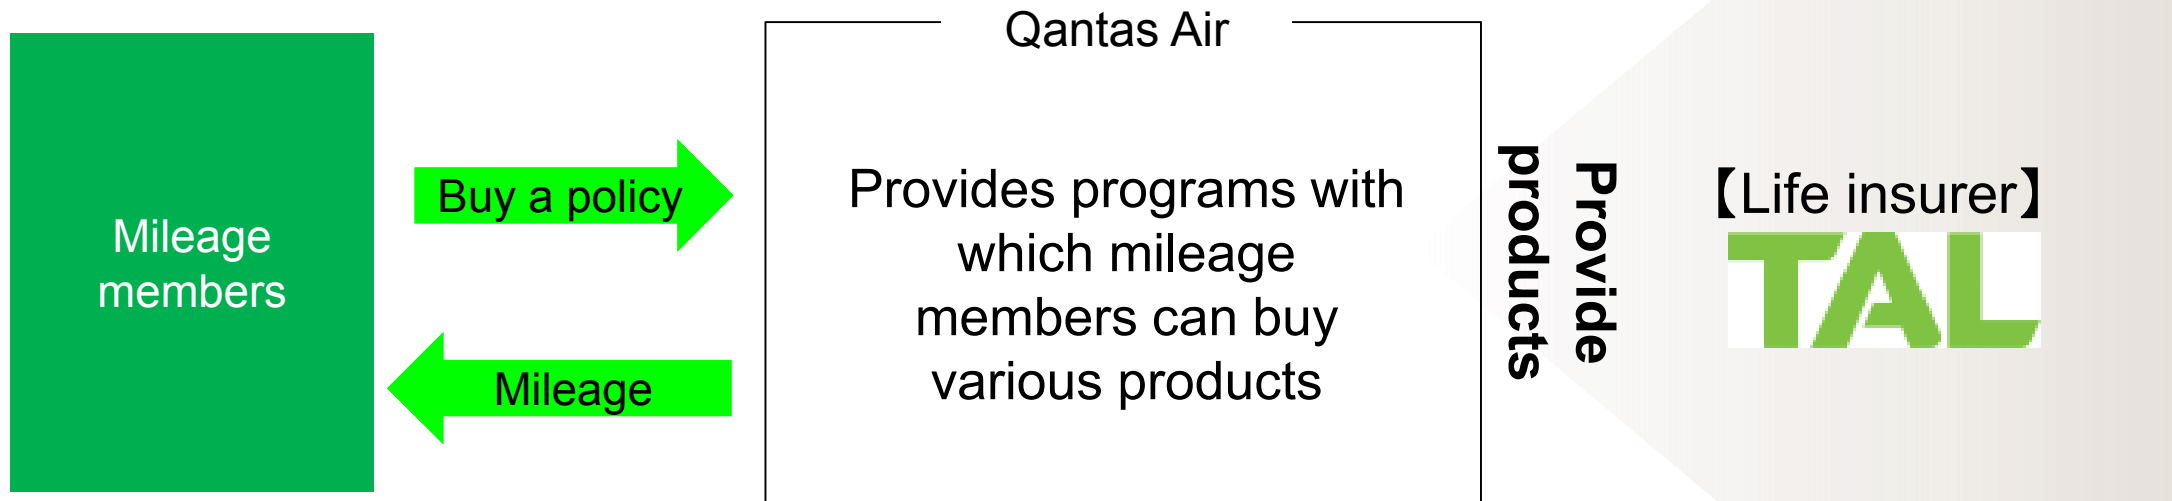 Qantas Air
Mileage
members
Buy a policy
Mileage
Provides programs with
which mileage
members can buy
various products
Provide
products
【Life insurer】
TAL